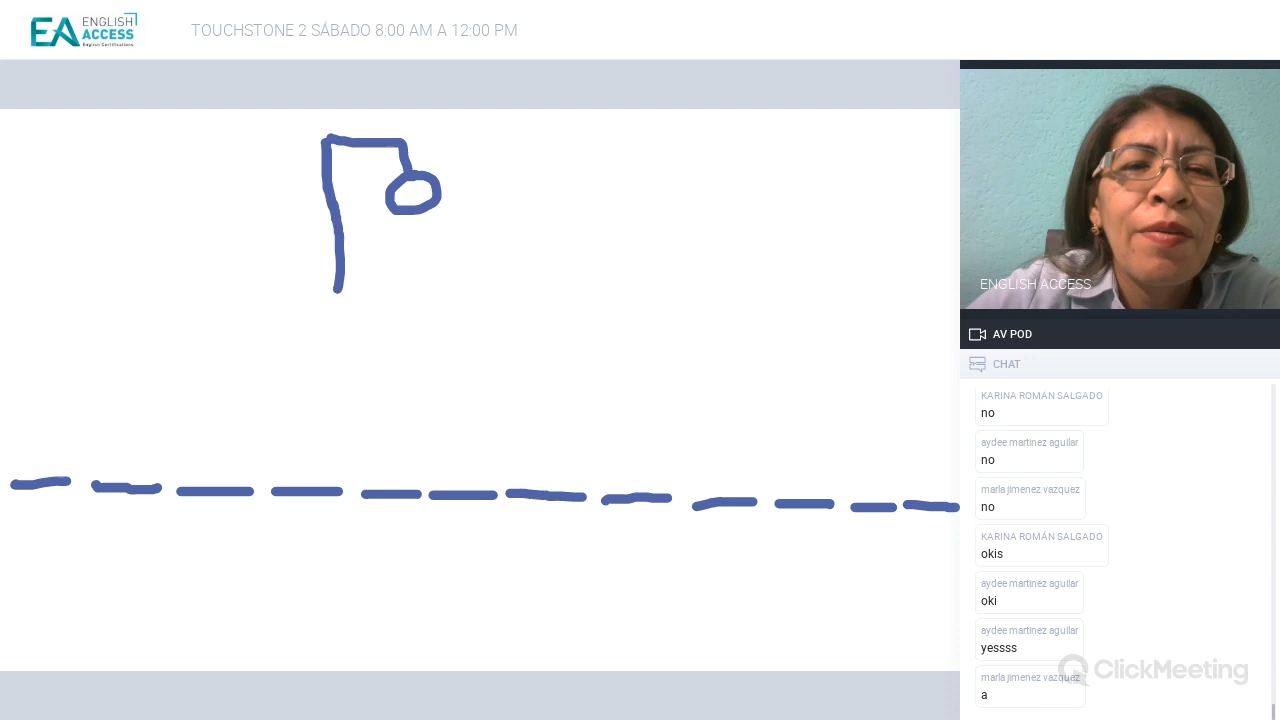 EA ENGLISH ACCESS
English Certifications
TOUCHSTONE 2 SÁBADO 8:00 AM A 12:00 PM
ENGLISH ACCESS
AV POD
CHAT
KARINA ROMÁN SALGADO
no
aydee martinez aguilar
no
marla jimenez vazquez
no
KARINA ROMÁN SALGADO
okis
aydee martinez aguilar
oki
aydee martinez aguilar
yessss
marla jimenez vazquez
a
ClickMeeting